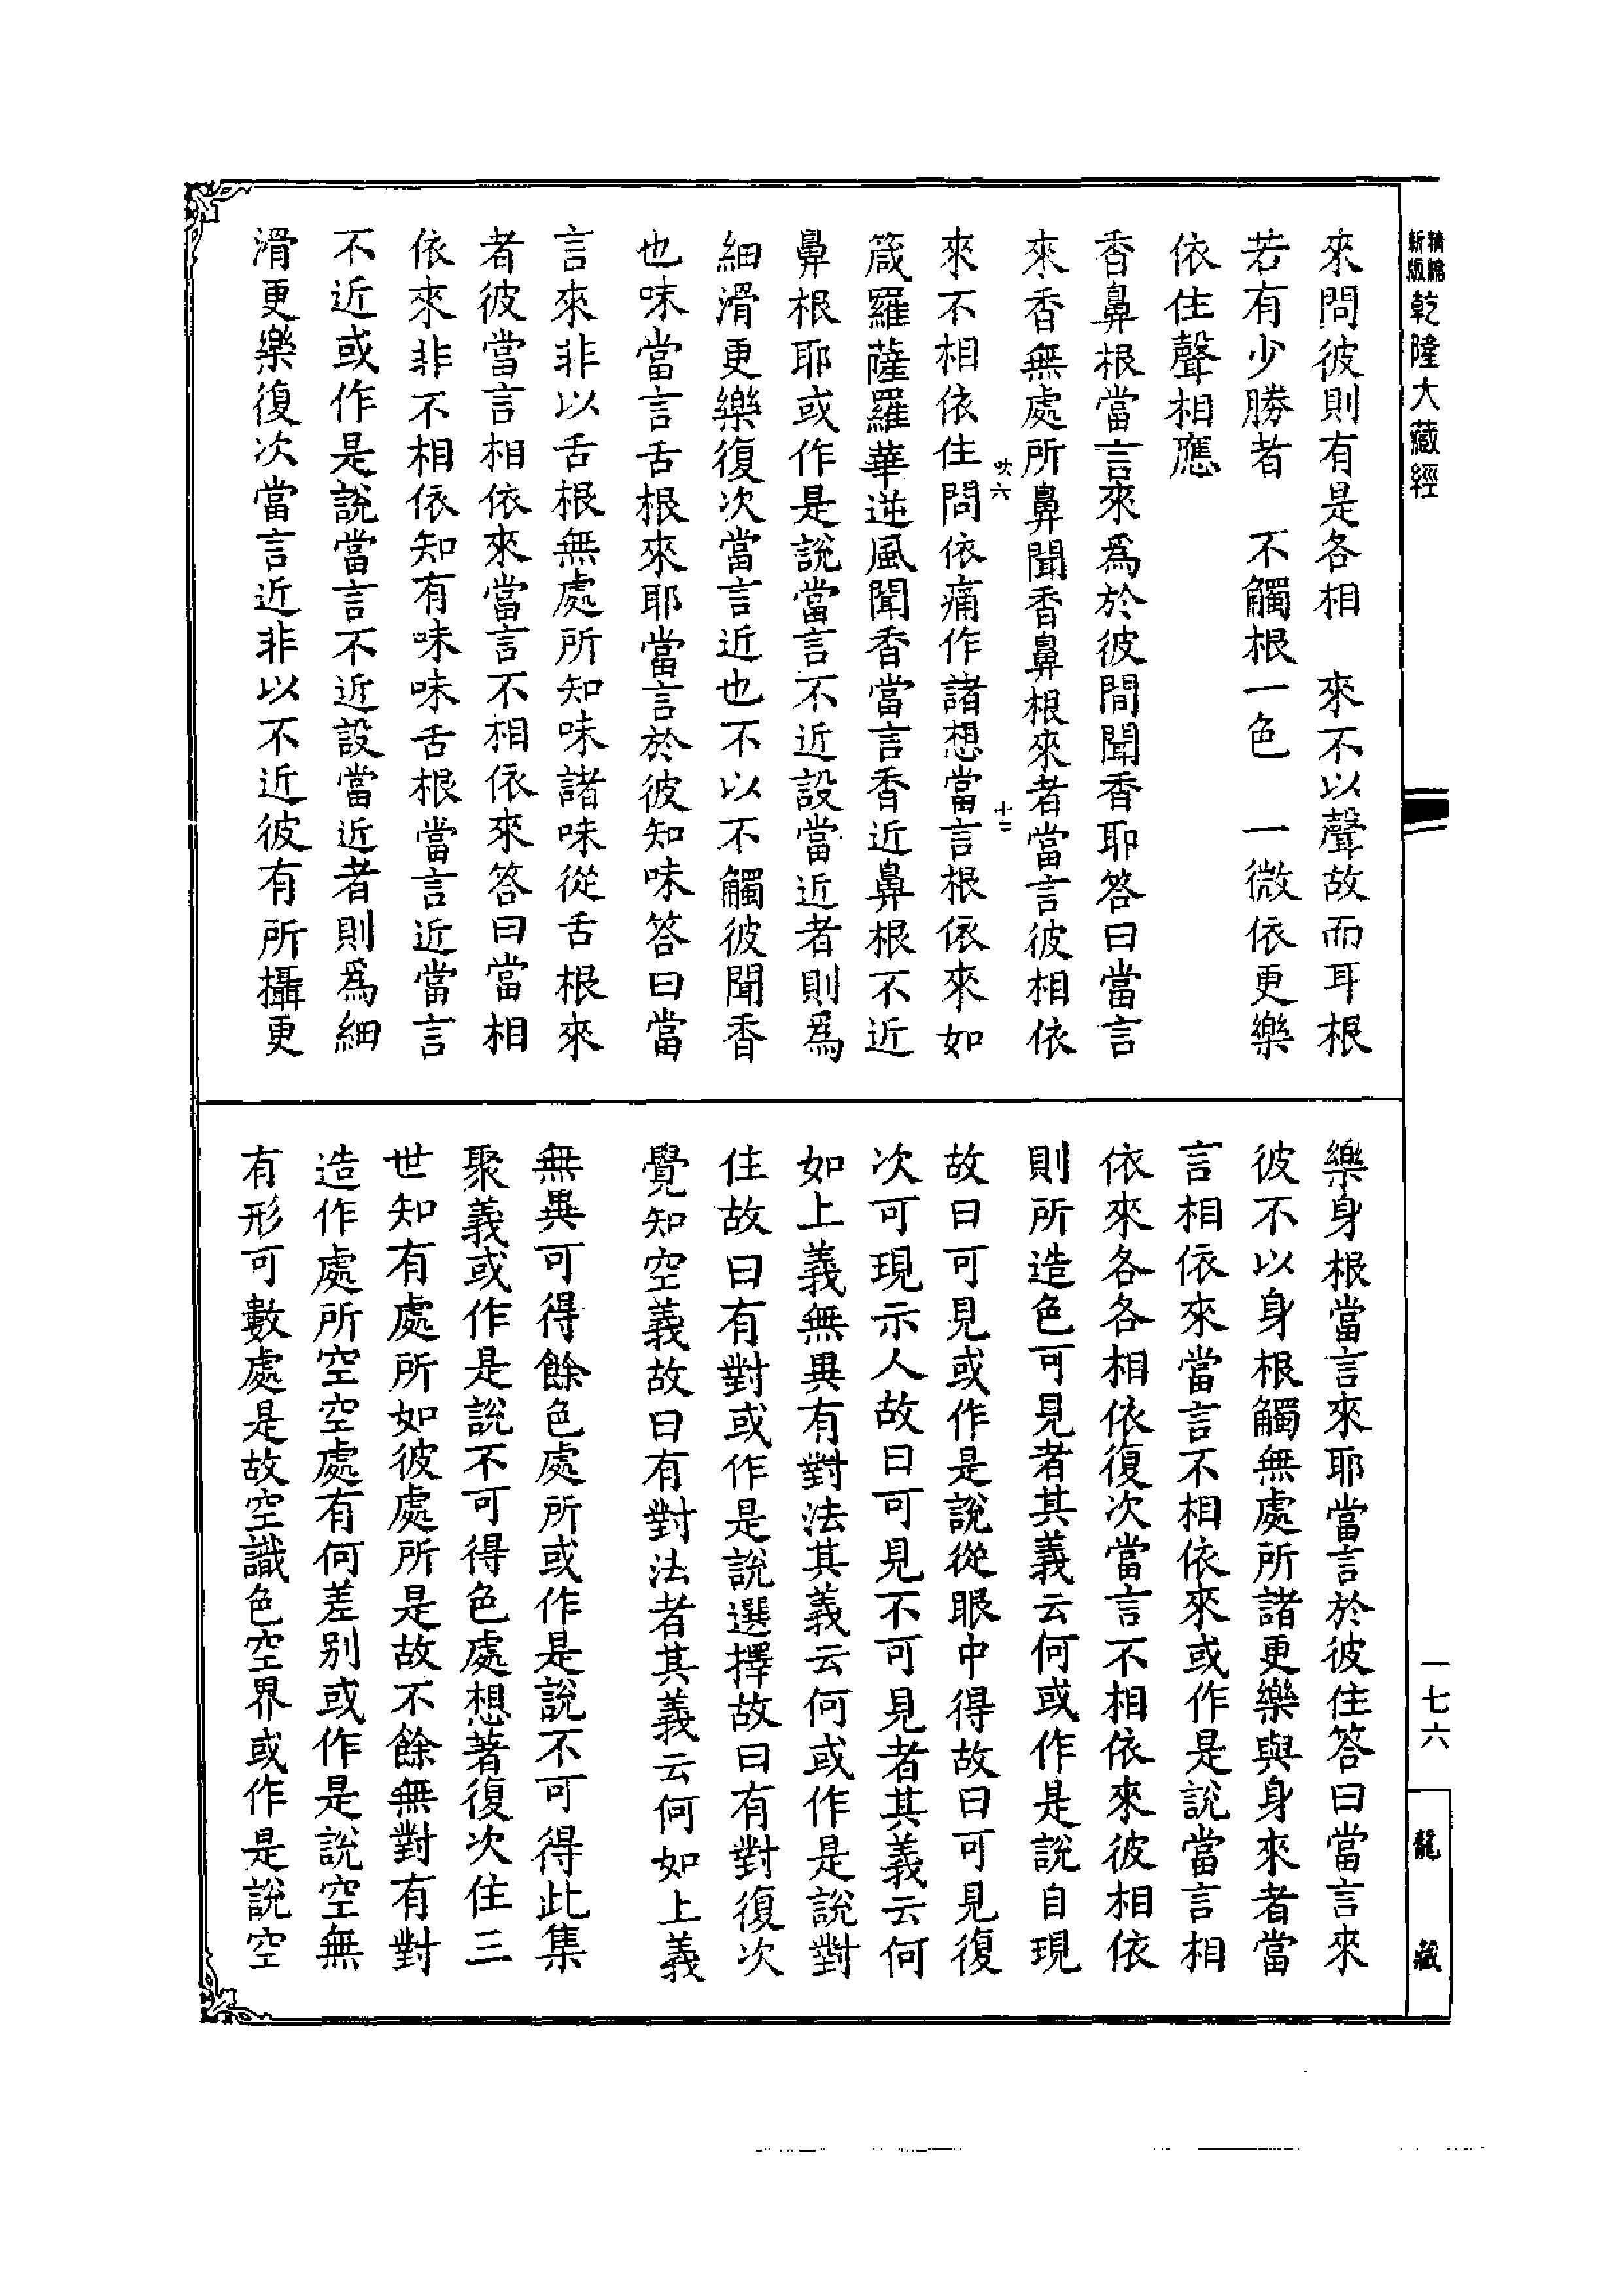 精縮新版乾隆大藏經
來問彼則有是各相　來不以聲故而耳根
若有少勝者　不觸根一色　一微依更樂
依住聲相應
香鼻根當言來爲於彼間聞香耶答曰當言
來香無處所鼻聞香鼻根來者當言彼相依
吠六　十三
來不相依住問依痛作諸想當言根依來如
箴羅羅薩羅華逆風聞香當言香近鼻根不近
鼻根耶或作是說當言不近設當近者則爲
細滑更樂復次當言近也不以不觸彼聞香
也味當言舌根來耶當言於彼知味答曰當
言來非以舌根無處所知味諸味從舌根來
者彼當言相依來當言不相依來答曰當相
依來非不相依知有味味舌根當言近當言
不近或作是說當言不近設當近者則爲細
滑更樂復次當言近非以不近彼有所攝更
樂身根當言來耶當言於彼住答曰當言來
彼不以身根觸無處所諸更樂與身來者當
言相依來當言不相依來或作是說當言相
依來各各相依復次當言不相依來彼相依
則所造色可見者其義云何或作是說自現
故曰可見或作是說從眼中得故曰可見復
次可現示人故曰可見不可見者其義云何
如上義無異有對法其義云何或作是說對
住故曰有對或作是說選擇故曰有對復次
覺知空義故曰有對法者其義云何如上義
無異可得餘色處所或作是說不可得此集
聚義或作是說不可得色處想著復次住三
世知有處所如彼處所是故不餘無對有對
造作處所空空處有何差別或作是說空無
有形可數處是故空識色空界或作是說空
一七六
龍藏